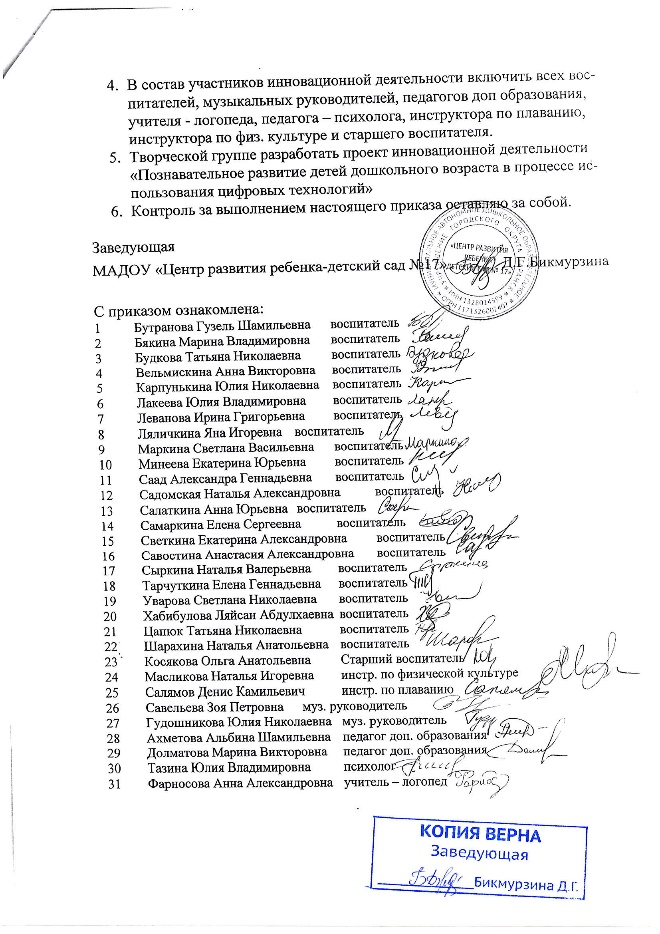 4. В состав участников инновационной деятельности включить всех вос-
питателей, музыкальных руководителей, педагогов доп образования,
учителя - логопеда, педагога – психолога, инструктора по плаванию,
инструктора по физ. культуре и старшего воспитателя.
5. Творческой группе разработать проект инновационной деятельности
«Познавательное развитие детей дошкольного возраста в процессе ис-
пользования цифровых технологий»
6. Контроль за выполнением настоящего приказа оставляю за собой.
Заведующая
МАДОУ «Центр развития ребенка-детский сад №17» Д.Г.Бикмурзина
«ЦЕНТР РАЗВИТИЯ
РЕБЕНКА
С приказом ознакомлена:
1 Бутранова Гузель Шамильевна воспитатель
2 Бякина Марина Владимировна воспитатель
3 Будкова Татьяна Николаевна воспитатель
4 Вельмискина Анна Викторовна воспитатель
5 Карпунькина Юлия Николаевна воспитатель
6 Лакеева Юлия Владимировна воспитатель
7 Леванова Ирина Григорьевна воспитатель
8 Ляличкина Яна Игоревна воспитатель
9 Маркина Светлана Васильевна воспитатель
10 Минеева Екатерина Юрьевна воспитатель
11 Саад Александра Геннадьевна воспитатель
12 Садомская Наталья Александровна воспитатель
13 Салаткина Анна Юрьевна воспитатель
14 Самаркина Елена Сергеевна воспитатель
15 Светкина Екатерина Александровна воспитатель
16 Савостина Анастасия Александровна воспитатель
17 Сыркина Наталья Валерьевна воспитатель
18 Тарчуткина Елена Геннадьевна воспитатель
19 Уварова Светлана Николаевна воспитатель
20 Хабибулова Ляйсан Абдулхаевна воспитатель
21 Цапюк Татьяна Николаевна воспитатель
22 Шарахина Наталья Анатольевна воспитатель
23 Косякова Ольга Анатольевна Старший воспитатель
24 Масликова Наталья Игоревна инстр. по физической культуре
25 Салямов Денис Камильевич инстр. по плаванию
26 Савельева Зоя Петровна муз. руководитель
27 Гудошникова Юлия Николаевна муз. руководитель
28 Ахметова Альбина Шамильевна педагог доп. образования
29 Долматова Марина Викторовна педагог доп. образования
30 Тазина Юлия Владимировна психолог
31 Фарносова Анна Александровна учитель – логопед
КОПИЯ ВЕРНА
Заведующая
Бикмурзина Д.Г.